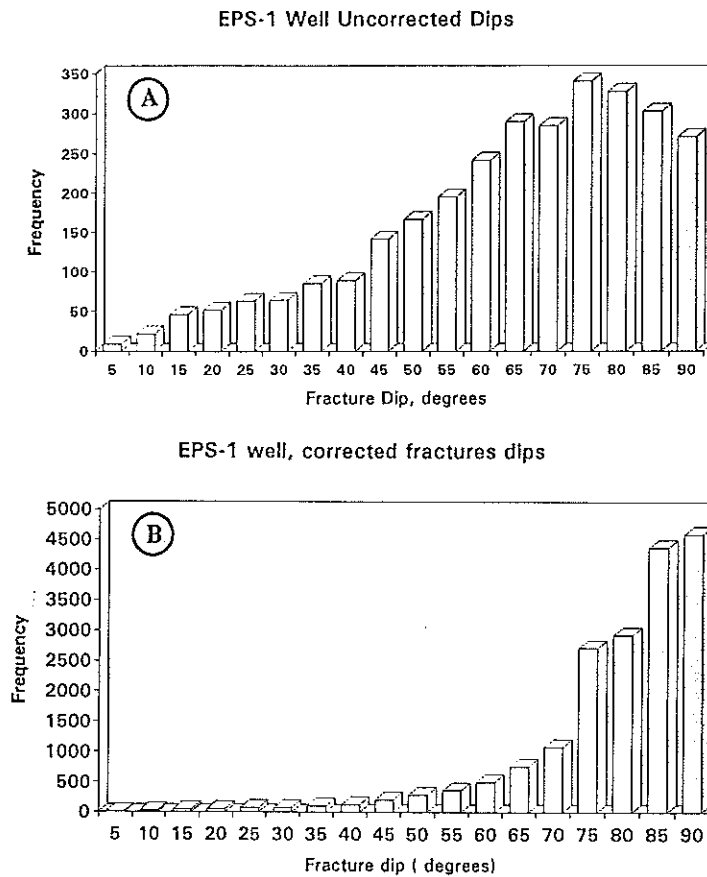 EPS-1 Well Uncorrected Dips
A
350
300
250
200
150
100
50
0
Frequency
5 10 15 20 25 30 35 40 45 50 55 60 65 70 75 80 85 90
Fracture Dip, degrees
EPS-1 well, corrected fractures dips
B
5000
4500
4000
3500
3000
2500
2000
1500
1000
500
0
Frequency
5 10 15 20 25 30 35 40 45 50 55 60 65 70 75 80 85 90
Fracture dip ( degrees)